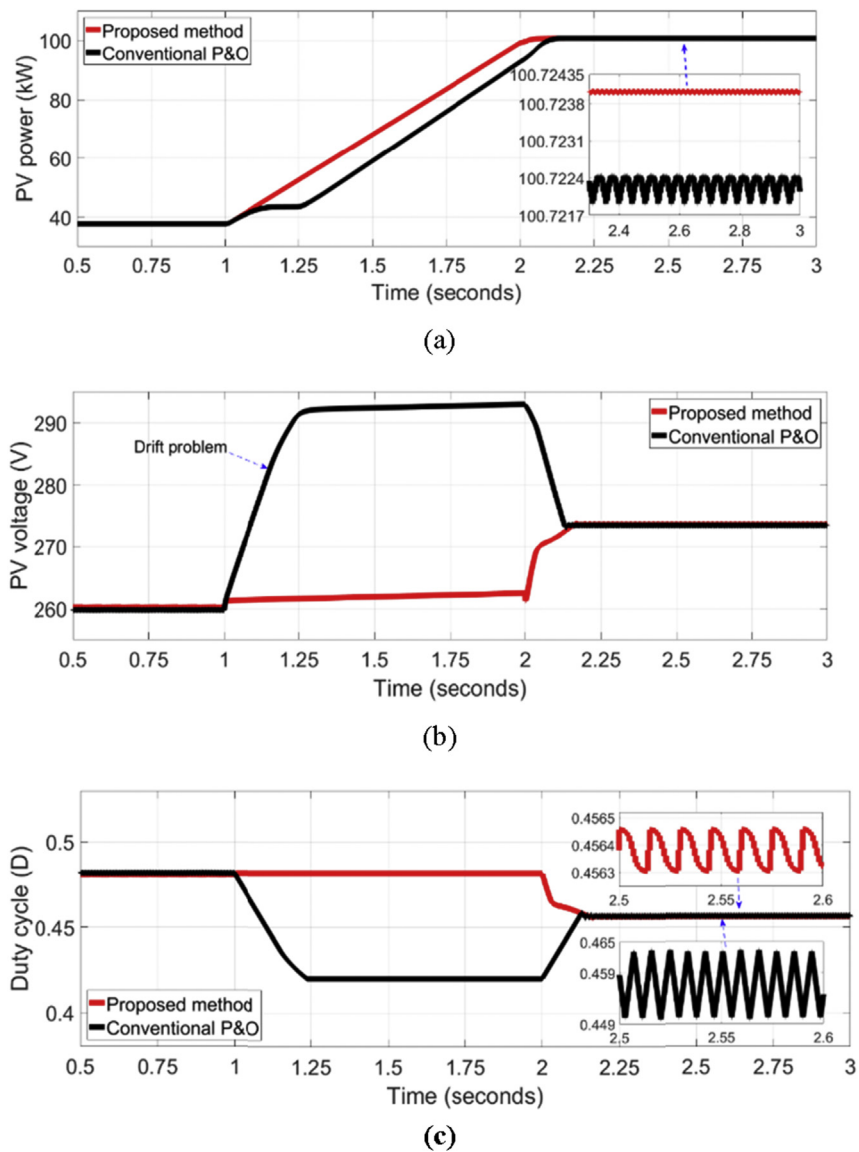 Proposed method
Conventional P&O
PV power (kW)
100
80
60
40
100.72435
100.7238
100.7231
100.7224
100.7217
2.4 2.6 2.8 3
0.5 0.75 1 1.25 1.5 1.75 2 2.25 2.5 2.75 3
Time (seconds)
(a)
PV voltage (V)
290
280
270
260
Drift problem
Proposed method
Conventional P&O
0.5 0.75 1 1.25 1.5 1.75 2 2.25 2.5 2.75 3
Time (seconds)
(b)
Duty cycle (D)
0.5
0.45
0.4
0.4565
0.4564
0.4563
2.5 2.55 2.6
0.465
0.459
0.449
2.5 2.55 2.6
Proposed method
Conventional P&O
0.5 0.75 1 1.25 1.5 1.75 2 2.25 2.5 2.75 3
Time (seconds)
(c)